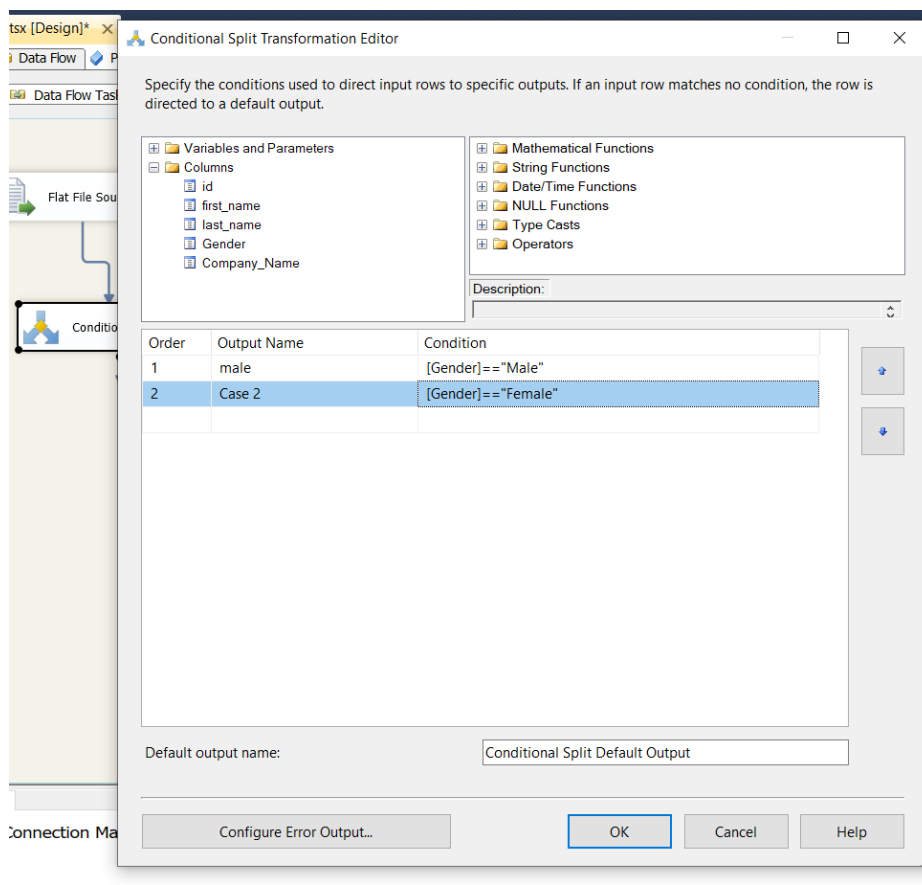 tsx [Design]* ×
Conditional Split Transformation Editor
Data Flow
P
Data Flow Tas
Specify the conditions used to direct input rows to specific outputs. If an input row matches no condition, the row is
directed to a default output.
Variables and Parameters
Columns
id
first_name
last_name
Gender
Company_Name
Mathematical Functions
String Functions
Date/Time Functions
NULL Functions
Type Casts
Operators
Description:
Flat File Sou
Conditio
Order Output Name Condition
1 male [Gender]=="Male"
2 Case 2 [Gender]=="Female"
Default output name: Conditional Split Default Output
Connection Ma
Configure Error Output... OK Cancel Help